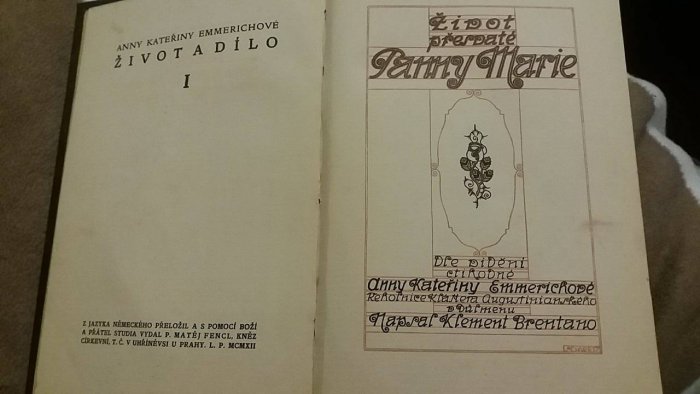 ANNY KATEŘINY EMMERICHOVÉ
ŽIVOT A DÍLO
I
Z JAZYKA NĚMECKÉHO PŘELOŽIL A S POMOCÍ BOŽÍ
A PŘÁTEL STUDIA VYDAL P. MATĚJ FENCL, KNĚZ
CÍRKEVNÍ, T. Č. V UHŘÍNĚVSI U PRAHY. L. P. MCMXII
Život
přesvaté
Panny Marie
Dle vidění
ctihodné
Anny Kateřiny Emmerichové
Řeholnice Kláštera Augustiniánského
v Dülmenu
Napsal Klement Brentano